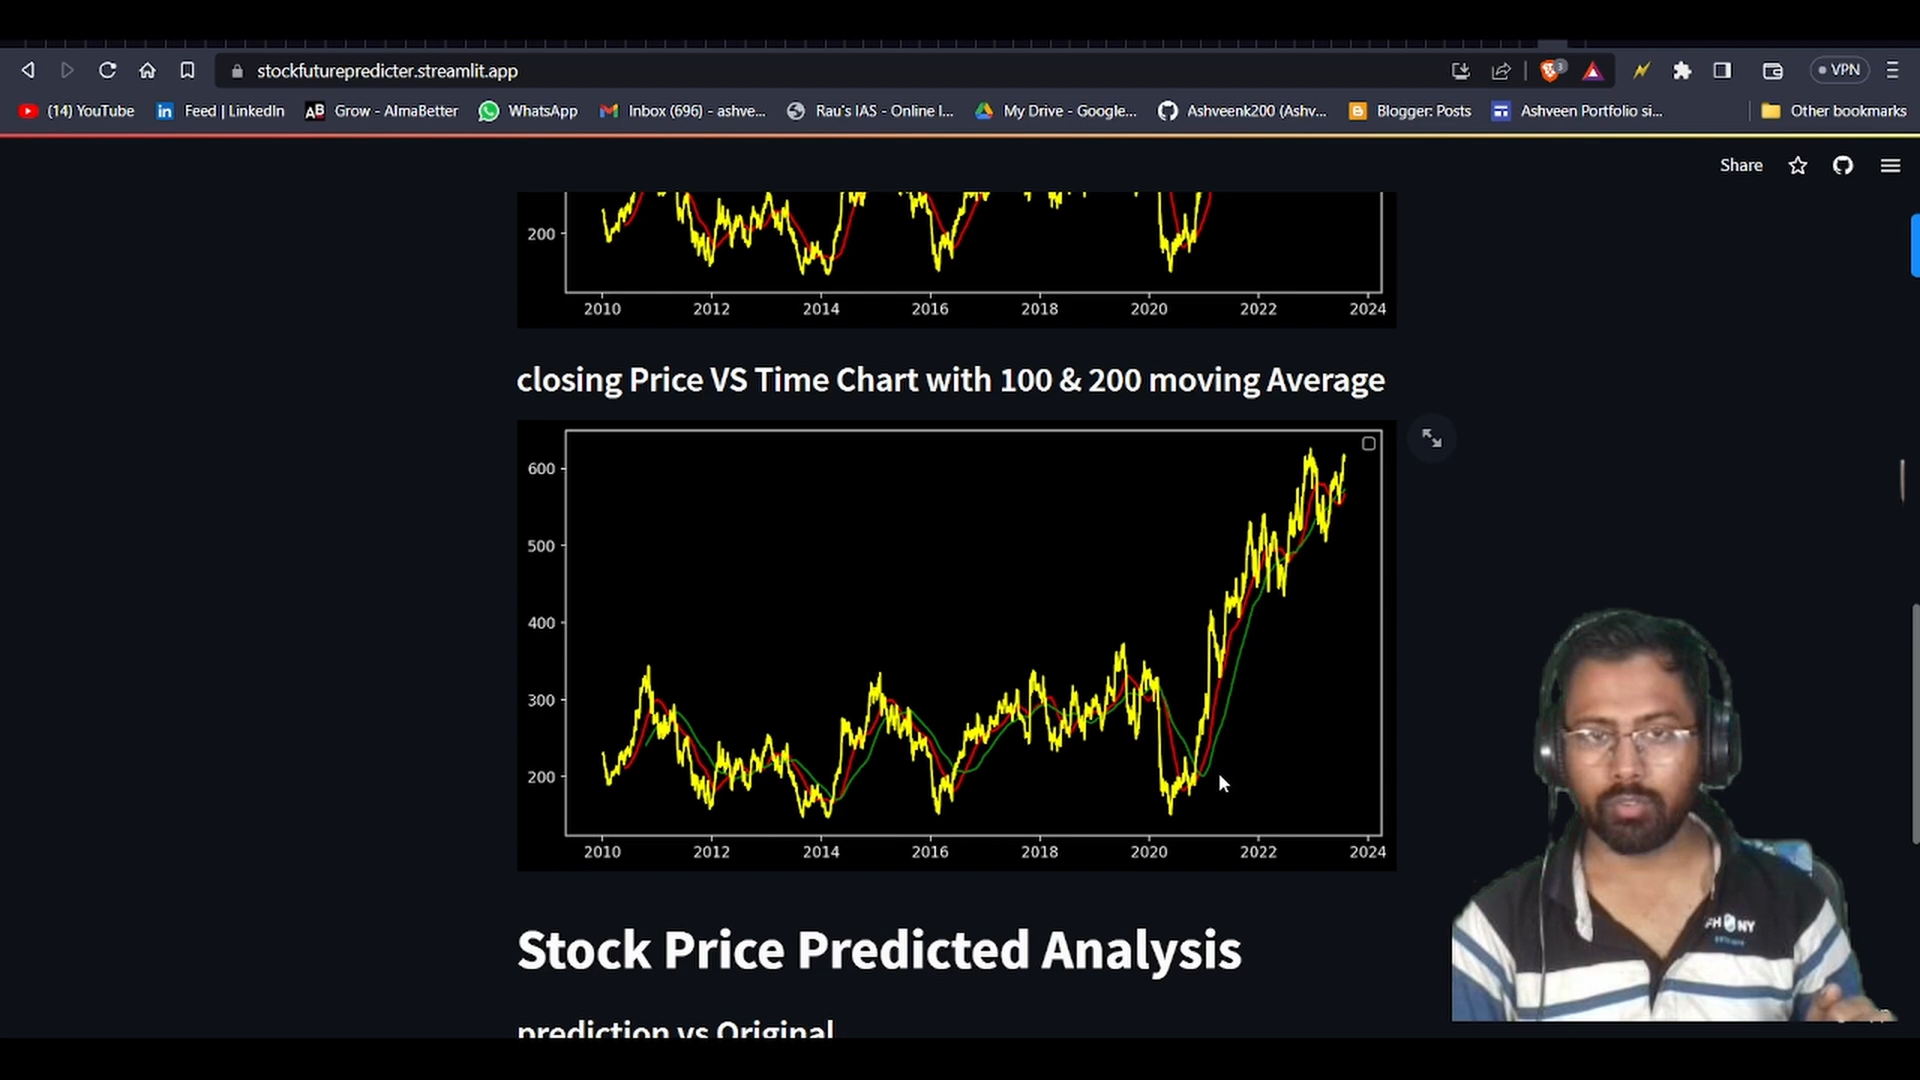 stockfuturepredicter.streamlit.app
3
VPN
(14) YouTube
Feed | LinkedIn
AB Grow - AlmaBetter
WhatsApp
Inbox (696) - ashve...
Rau's IAS - Online I...
My Drive - Google...
Ashveenk200 (Ashv...
Blogger: Posts
Ashveen Portfolio si...
Other bookmarks
Share
200
2010 2012 2014 2016 2018 2020 2022 2024
closing Price VS Time Chart with 100 & 200 moving Average
600
500
400
300
200
2010 2012 2014 2016 2018 2020 2022 2024
Stock Price Predicted Analysis
prediction vs Original